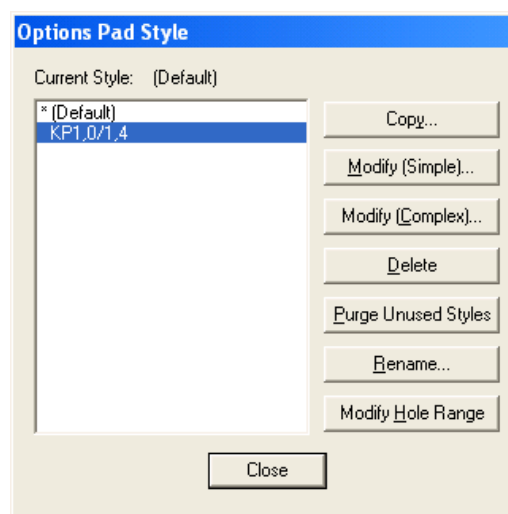 Options Pad Style
Current Style: (Default)
* (Default)
KP1,0/1,4
Copy...
Modify (Simple)...
Modify (Complex)...
Delete
Purge Unused Styles
Rename...
Modify Hole Range
Close